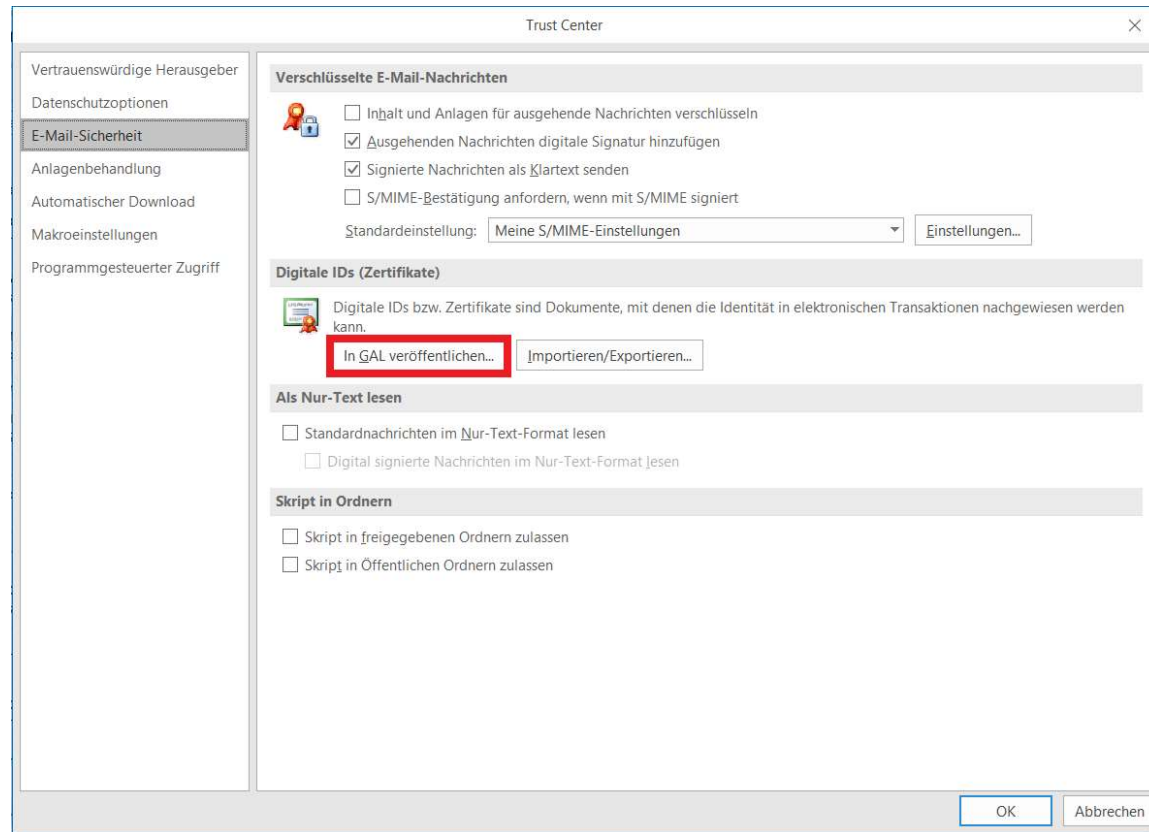 Trust Center
Vertrauenswürdige Herausgeber
Datenschutzoptionen
E-Mail-Sicherheit
Anlagenbehandlung
Automatischer Download
Makroeinstellungen
Programmgesteuerter Zugriff
Verschlüsselte E-Mail-Nachrichten
Inhalt und Anlagen für ausgehende Nachrichten verschlüsseln
Ausgehenden Nachrichten digitale Signatur hinzufügen
Signierte Nachrichten als Klartext senden
S/MIME-Bestätigung anfordern, wenn mit S/MIME signiert
Standardeinstellung: Meine S/MIME-Einstellungen Einstellungen...
Digitale IDs (Zertifikate)
Digitale IDs bzw. Zertifikate sind Dokumente, mit denen die Identität in elektronischen Transaktionen nachgewiesen werden
kann.
In GAL veröffentlichen... Importieren/Exportieren...
Als Nur-Text lesen
Standardnachrichten im Nur-Text-Format lesen
Digital signierte Nachrichten im Nur-Text-Format lesen
Skript in Ordnern
Skript in freigegebenen Ordnern zulassen
Skript in Öffentlichen Ordnern zulassen
OK Abbrechen